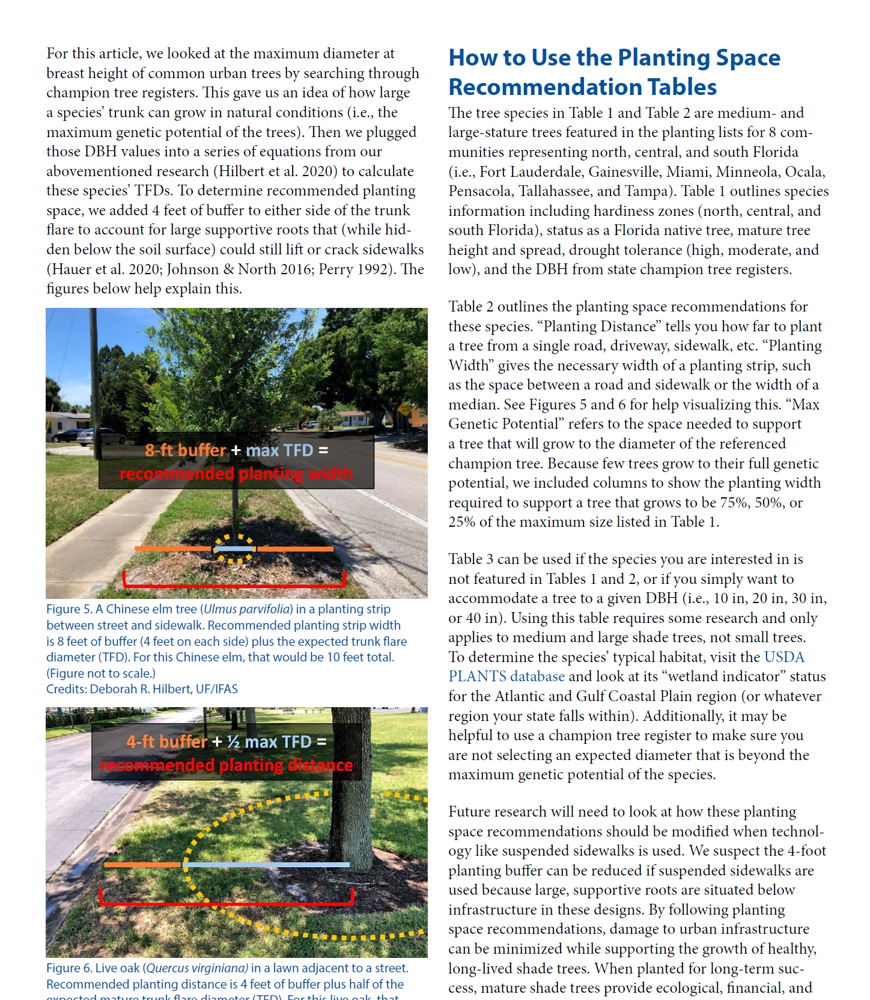 For this article, we looked at the maximum diameter at
breast height of common urban trees by searching through
champion tree registers. This gave us an idea of how large
a species’ trunk can grow in natural conditions (i.e., the
maximum genetic potential of the trees). Then we plugged
those DBH values into a series of equations from our
abovementioned research (Hilbert et al. 2020) to calculate
these species’ TFDs. To determine recommended planting
space, we added 4 feet of buffer to either side of the trunk
flare to account for large supportive roots that (while hid-
den below the soil surface) could still lift or crack sidewalks
(Hauer et al. 2020; Johnson & North 2016; Perry 1992). The
figures below help explain this.
8-ft buffer + max TFD =
recommended planting width
Figure 5. A Chinese elm tree (Ulmus parvifolia) in a planting strip
between street and sidewalk. Recommended planting strip width
is 8 feet of buffer (4 feet on each side) plus the expected trunk flare
diameter (TFD). For this Chinese elm, that would be 10 feet total.
(Figure not to scale.)
Credits: Deborah R. Hilbert, UF/IFAS
4-ft buffer + ½ max TFD =
recommended planting distance
Figure 6. Live oak (Quercus virginiana) in a lawn adjacent to a street.
Recommended planting distance is 4 feet of buffer plus half of the
expected mature trunk flare diameter (TFD). For this live oak, that
How to Use the Planting Space
Recommendation Tables
The tree species in Table 1 and Table 2 are medium- and
large-stature trees featured in the planting lists for 8 com-
munities representing north, central, and south Florida
(i.e., Fort Lauderdale, Gainesville, Miami, Minneola, Ocala,
Pensacola, Tallahassee, and Tampa). Table 1 outlines species
information including hardiness zones (north, central, and
south Florida), status as a Florida native tree, mature tree
height and spread, drought tolerance (high, moderate, and
low), and the DBH from state champion tree registers.
Table 2 outlines the planting space recommendations for
these species. “Planting Distance” tells you how far to plant
a tree from a single road, driveway, sidewalk, etc. “Planting
Width” gives the necessary width of a planting strip, such
as the space between a road and sidewalk or the width of a
median. See Figures 5 and 6 for help visualizing this. “Max
Genetic Potential” refers to the space needed to support
a tree that will grow to the diameter of the referenced
champion tree. Because few trees grow to their full genetic
potential, we included columns to show the planting width
required to support a tree that grows to be 75%, 50%, or
25% of the maximum size listed in Table 1.
Table 3 can be used if the species you are interested in is
not featured in Tables 1 and 2, or if you simply want to
accommodate a tree to a given DBH (i.e., 10 in, 20 in, 30 in,
or 40 in). Using this table requires some research and only
applies to medium and large shade trees, not small trees.
To determine the species’ typical habitat, visit the USDA
PLANTS database and look at its “wetland indicator” status
for the Atlantic and Gulf Coastal Plain region (or whatever
region your state falls within). Additionally, it may be
helpful to use a champion tree register to make sure you
are not selecting an expected diameter that is beyond the
maximum genetic potential of the species.
Future research will need to look at how these planting
space recommendations should be modified when technol-
ogy like suspended sidewalks is used. We suspect the 4-foot
planting buffer can be reduced if suspended sidewalks are
used because large, supportive roots are situated below
infrastructure in these designs. By following planting
space recommendations, damage to urban infrastructure
can be minimized while supporting the growth of healthy,
long-lived shade trees. When planted for long-term suc-
cess, mature shade trees provide ecological, financial, and